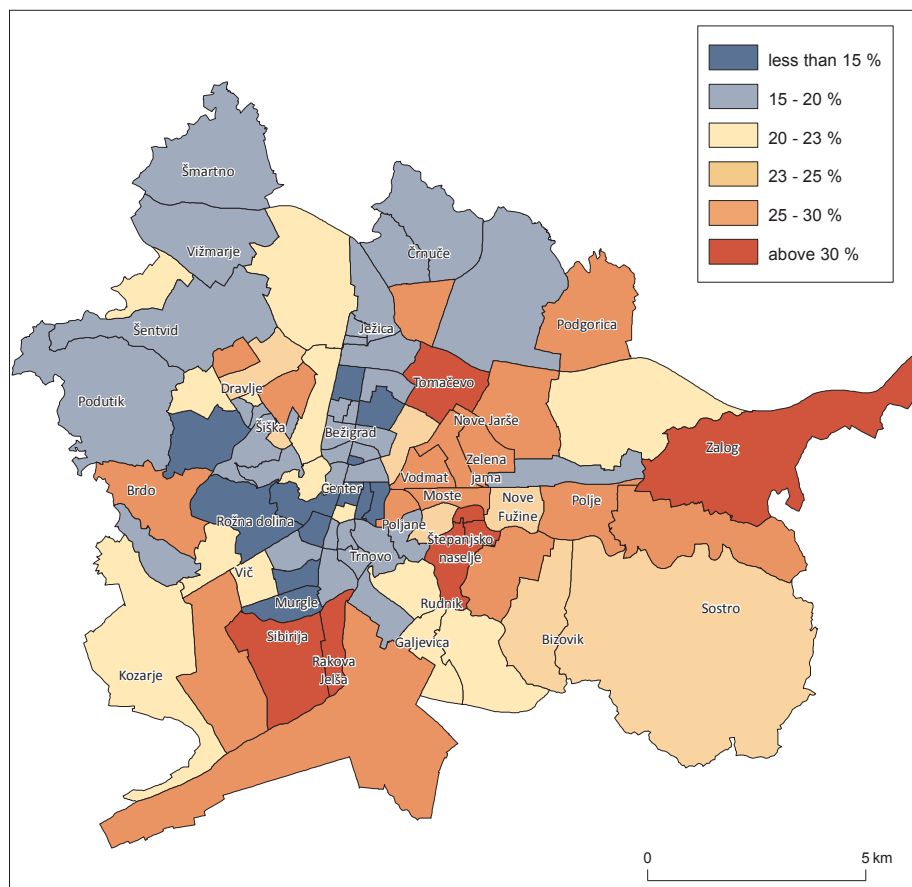 less than 15 %
15 - 20 %
20 - 23 %
23 - 25 %
25 - 30 %
above 30 %
Šmartno
Vižmarje
Črnuče
Šentvid
Ježica
Podgorica
Podutik
Dravlje
Tomačevo
Šiška
Bežigrad
Nove Jarše
Zalog
Zelena
jama
Brdo
Center
Vodmat
Moste
Nove
Fužine
Polje
Rožna dolina
Poljane
Štepanjsko
naselje
Trnovo
Vič
Murgle
Rudnik
Sostro
Sibirija
Galjevica
Bizovik
Kozarje
Rakova
Jelša
0 5 km